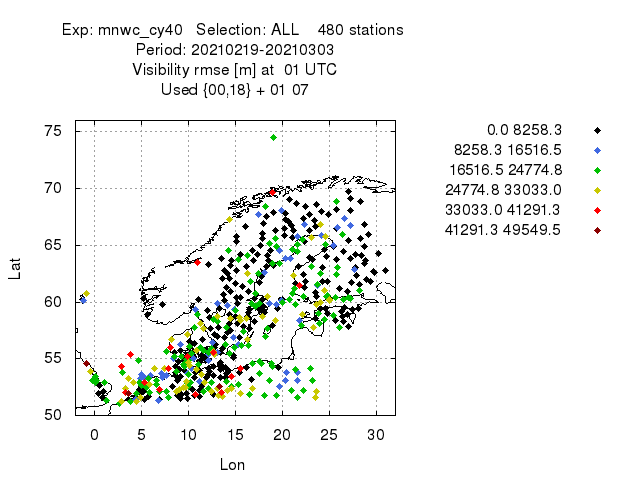 Exp: mnwc_cy40 Selection: ALL 480 stations
Period: 20210219-20210303
Visibility rmse [m] at 01 UTC
Used {00,18} + 01 07
0.0 8258.3
8258.3 16516.5
16516.5 24774.8
24774.8 33033.0
33033.0 41291.3
41291.3 49549.5
75
70
65
60
55
50
Lat
0 5 10 15 20 25 30
Lon